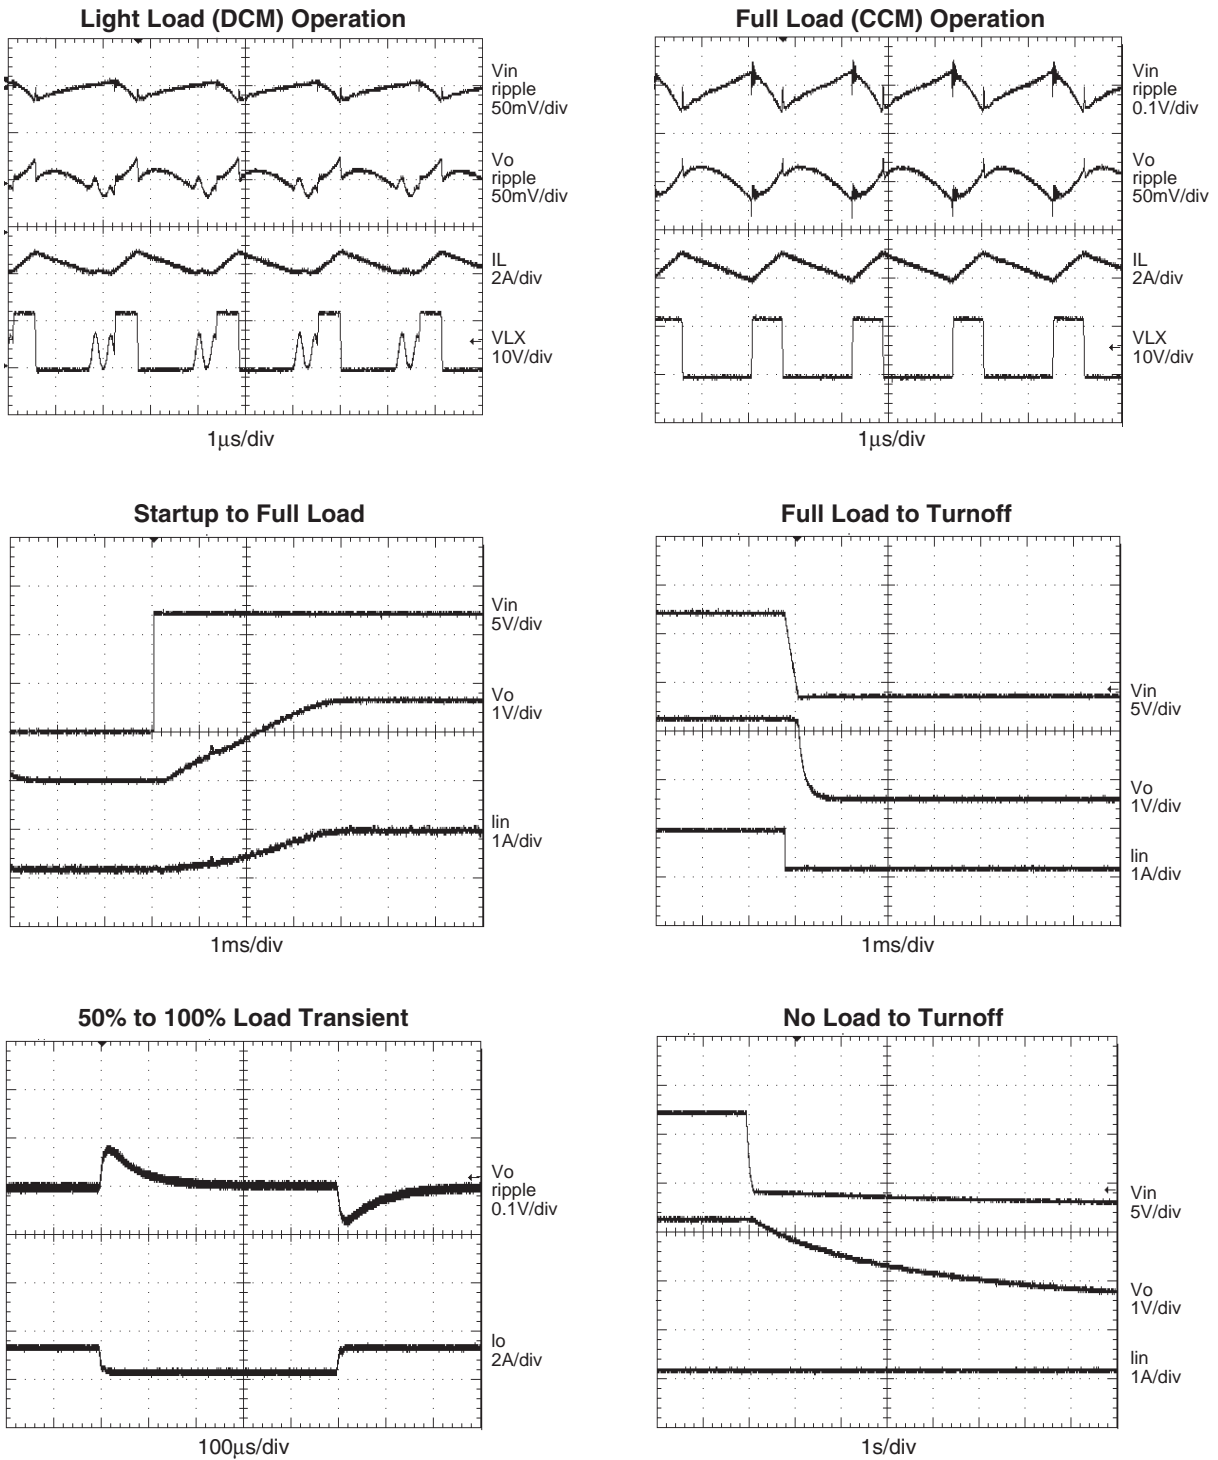 Light Load (DCM) Operation
Vin
ripple
50mV/div
Vo
ripple
50mV/div
IL
2A/div
VLX
10V/div
1μs/div
Full Load (CCM) Operation
Vin
ripple
0.1V/div
Vo
ripple
50mV/div
IL
2A/div
VLX
10V/div
1μs/div
Startup to Full Load
Vin
5V/div
Vo
1V/div
Iin
1A/div
1ms/div
Full Load to Turnoff
Vin
5V/div
Vo
1V/div
Iin
1A/div
1ms/div
50% to 100% Load Transient
Vo
ripple
0.1V/div
Io
2A/div
100μs/div
No Load to Turnoff
Vin
5V/div
Vo
1V/div
Iin
1A/div
1s/div